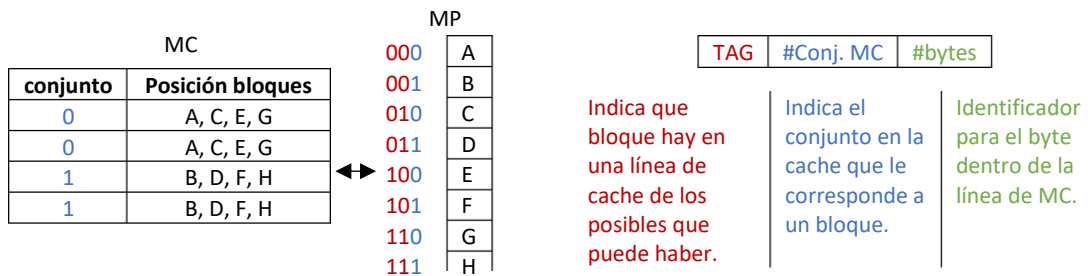 MC
conjunto Posición bloques
0 A, C, E, G
0 A, C, E, G
1 B, D, F, H
1 B, D, F, H
MP
000 A
001 B
010 C
011 D
100 E
101 F
110 G
111 H
TAG #Conj. MC #bytes
Indica que
bloque hay en
una línea de
cache de los
posibles que
puede haber.
Indica el
conjunto en la
cache que le
corresponde a
un bloque.
Identificador
para el byte
dentro de la
línea de MC.